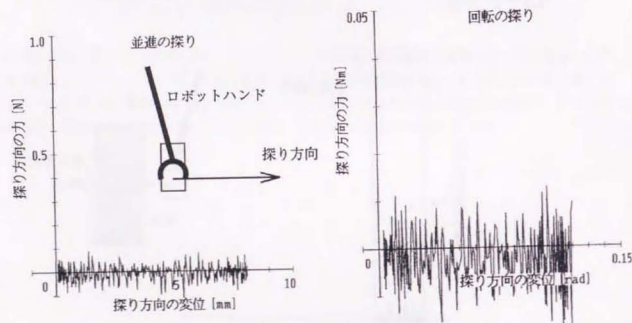 並進の探り
1.0
探り方向の力 [N]
0.5
0
ロボットハンド
探り方向
5
10
探り方向の変位 [mm]
回転の探り
0.05
探り方向の力 [Nm]
0
0.15
探り方向の変位 [rad]